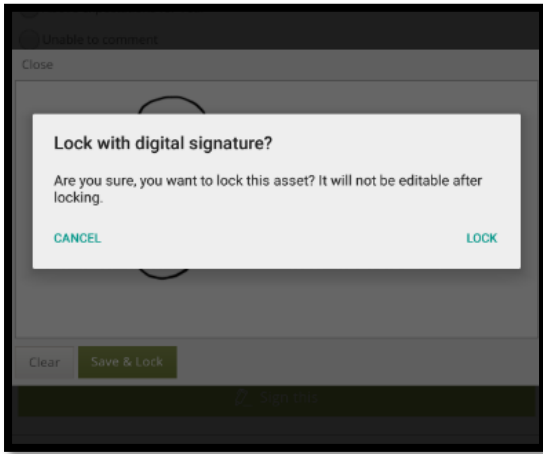 Unable to comment
Close
Lock with digital signature?
Are you sure, you want to lock this asset? It will not be editable after
locking.
CANCEL LOCK
Clear Save & Lock